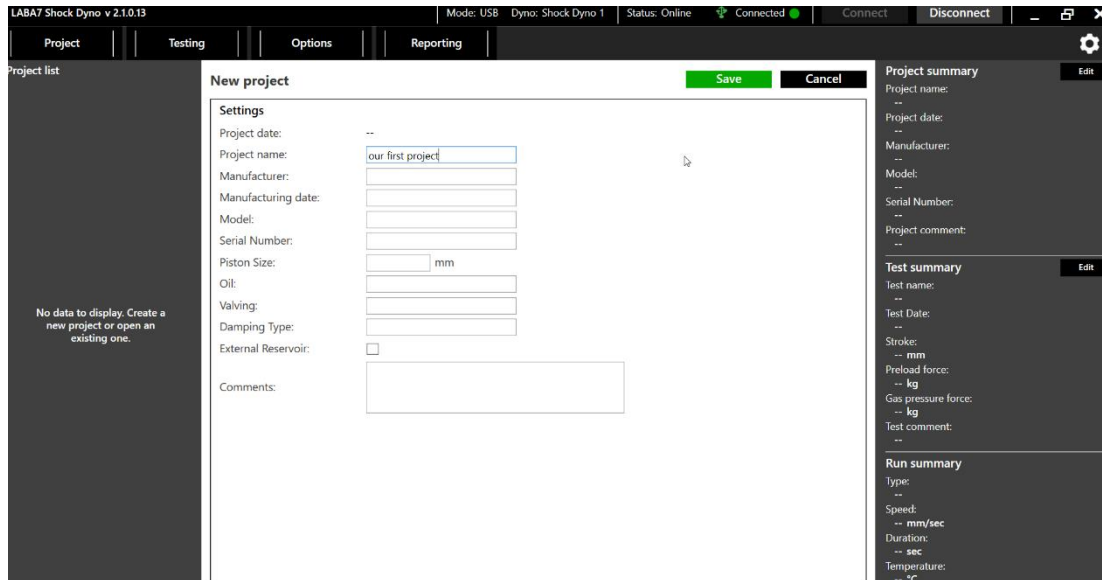 LABA7 Shock Dyno v 2.1.0.13
Mode: USB Dyno: Shock Dyno 1 Status: Online Connected Connect Disconnect
Project Testing Options Reporting
Project list
No data to display. Create a
new project or open an
existing one.
New project
Save Cancel
Settings
Project date: --
Project name: our first project
Manufacturer:
Manufacturing date:
Model:
Serial Number:
Piston Size: mm
Oil:
Valving:
Damping Type:
External Reservoir:
Comments:
Project summary Edit
Project name:
--
Project date:
--
Manufacturer:
--
Model:
--
Serial Number:
--
Project comment:
--
Test summary Edit
Test name:
--
Test Date:
--
Stroke:
-- mm
Preload force:
-- kg
Gas pressure force:
-- kg
Test comment:
--
Run summary
Type:
--
Speed:
-- mm/sec
Duration:
-- sec
Temperature:
-- °C